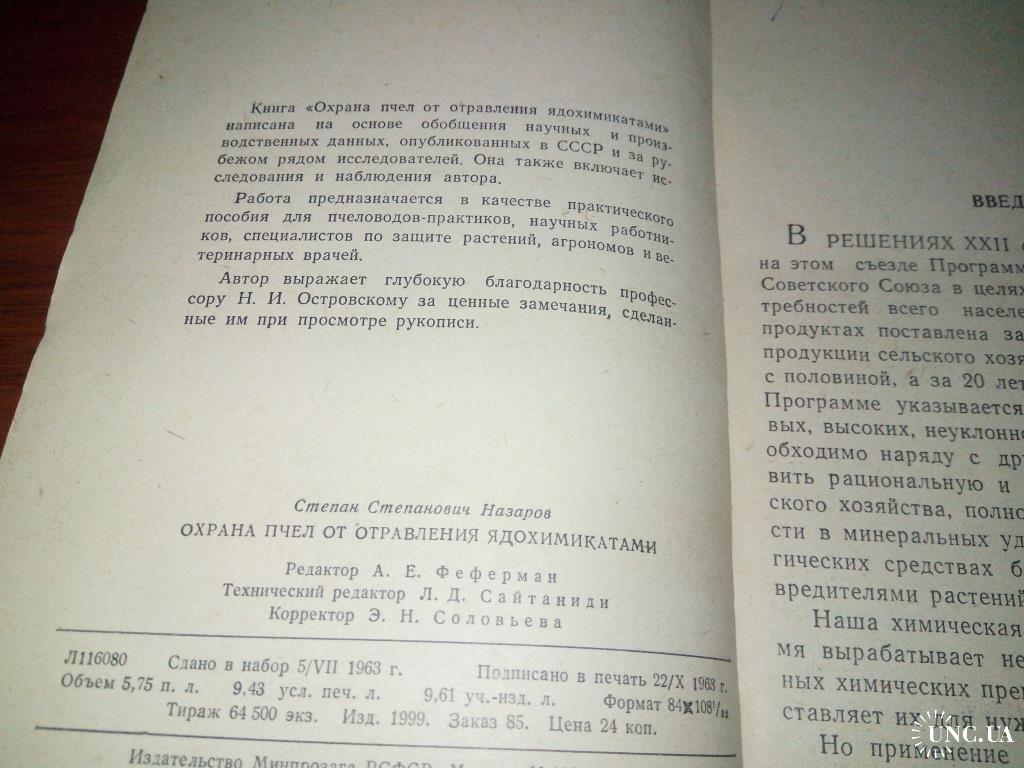 Книга «Охрана пчел от отравления ядохимикатами»
написана на основе обобщения научных и произ-
водственных данных, опубликованных в СССР и за ру-
бежом рядом исследователей. Она также включает ис-
следования и наблюдения автора.
Работа предназначается в качестве практического
пособия для пчеловодов-практиков, научных работни-
ков, специалистов по защите растений, агрономов и ве-
теринарных врачей.
Автор выражает глубокую благодарность профес-
сору Н. И. Островскому за ценные замечания, сделан-
ные им при просмотре рукописи.
Степан Степанович Назаров
ОХРАНА ПЧЕЛ ОТ ОТРАВЛЕНИЯ ЯДОХИМИКАТАМИ
Редактор А. Е. Феферман
Технический редактор Л. Д. Сайтаниди
Корректор Э. Н. Соловьева
Л116080 Сдано в набор 5/VII 1963 г. Подписано в печать 22/X 1963 г.
Объем 5,75 п. л. 9,43 усл. печ. л. 9,61 уч.-изд. л. Формат 84×108¹/₃₂
Тираж 64 500 экз. Изд. 1999. Заказ 85. Цена 24 коп.
Издательство
ВВЕД
В РЕШЕНИЯХ XXII
на этом съезде Программ
Советского Союза в целях
требностей всего населе
продуктах поставлена за
продукции сельского хозя
с половиной, а за 20 лет
Программе указывается
вых, высоких, неуклонно
обходимо наряду с дру
вить рациональную и
ского хозяйства, полно
сти в минеральных уд
гических средствах б
вредителями растений
Наша химическая
мя вырабатывает не
ных химических преп
ставляет их для нуж
Но применение
UNC.UA